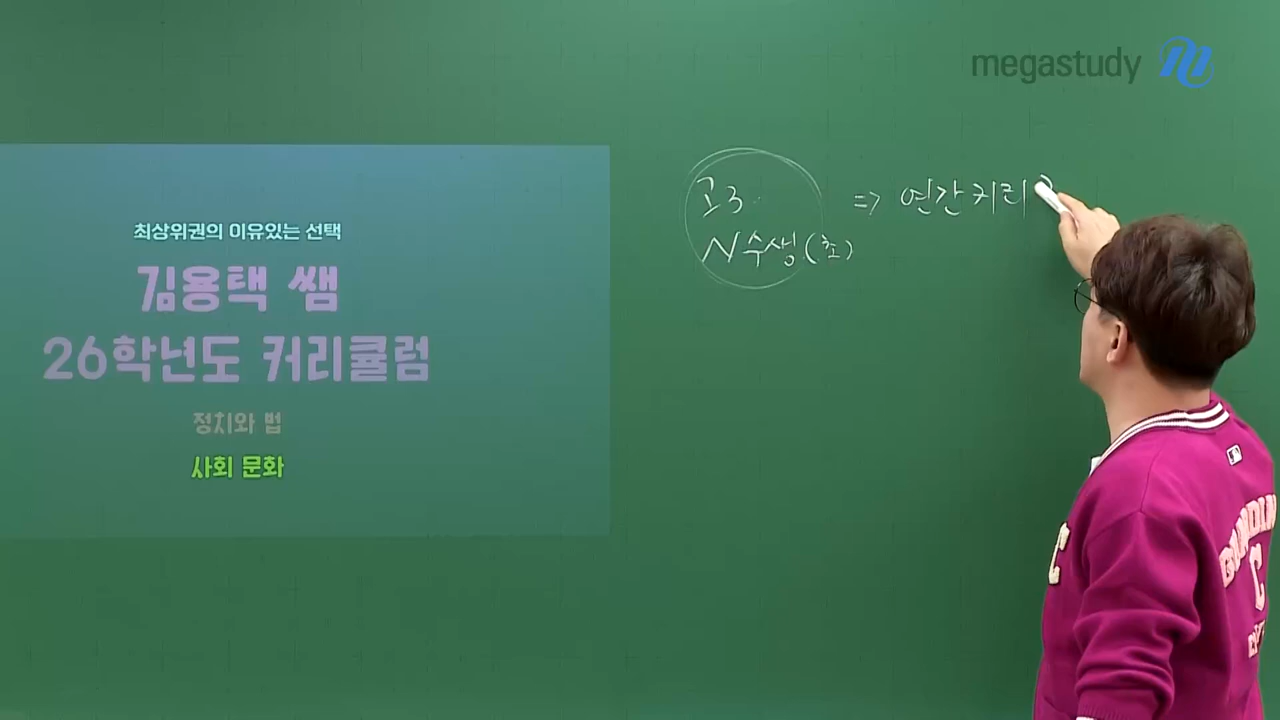 megastudy
최상위권의 이유있는 선택
김용택 쌤
26학년도 커리큘럼
정치와 법
사회 문화
고3 => 연간커리
N수생(초)
C
C